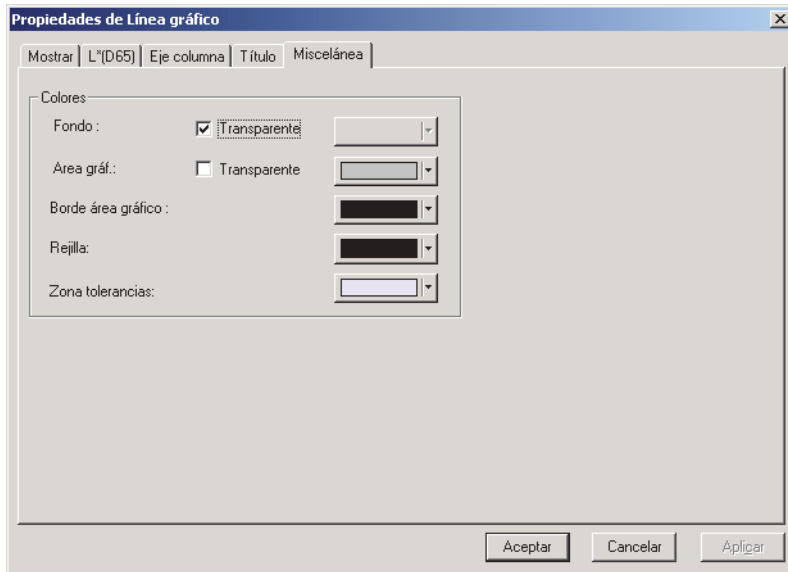 Propiedades de Línea gráfico
Mostrar L*(D65) Eje columna Título Miscelánea
Colores
Fondo : Transparente
Area gráf.: Transparente
Borde área gráfico :
Rejilla:
Zona tolerancias:
Aceptar Cancelar Aplicar